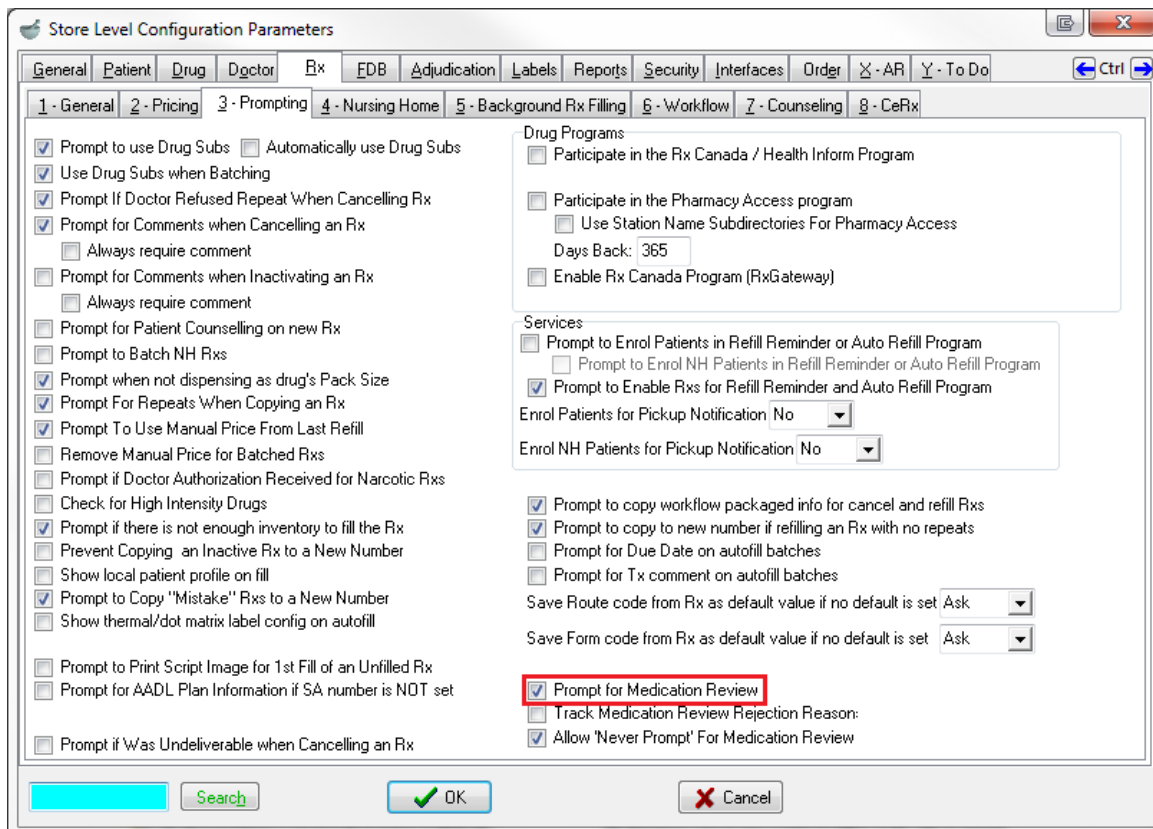 Store Level Configuration Parameters
General Patient Drug Doctor Rx FDB Adjudication Labels Reports Security Interfaces Order X - AR Y - To Do Ctrl
1 - General 2 - Pricing 3 - Prompting 4 - Nursing Home 5 - Background Rx Filling 6 - Workflow 7 - Counseling 8 - CeRx
Prompt to use Drug Subs Automatically use Drug Subs
Use Drug Subs when Batching
Prompt If Doctor Refused Repeat When Cancelling Rx
Prompt for Comments when Cancelling an Rx
Always require comment
Prompt for Comments when Inactivating an Rx
Always require comment
Prompt for Patient Counselling on new Rx
Prompt to Batch NH Rxs
Prompt when not dispensing as drug's Pack Size
Prompt For Repeats When Copying an Rx
Prompt To Use Manual Price From Last Refill
Remove Manual Price for Batched Rxs
Prompt if Doctor Authorization Received for Narcotic Rxs
Check for High Intensity Drugs
Prompt if there is not enough inventory to fill the Rx
Prevent Copying an Inactive Rx to a New Number
Show local patient profile on fill
Prompt to Copy "Mistake" Rxs to a New Number
Show thermal/dot matrix label config on autofill
Prompt to Print Script Image for 1st Fill of an Unfilled Rx
Prompt for AADL Plan Information if SA number is NOT set
Prompt if Was Undeliverable when Cancelling an Rx
Drug Programs
Participate in the Rx Canada / Health Inform Program
Participate in the Pharmacy Access program
Use Station Name Subdirectories For Pharmacy Access
Days Back: 365
Enable Rx Canada Program (RxGateway)
Services
Prompt to Enrol Patients in Refill Reminder or Auto Refill Program
Prompt to Enrol NH Patients in Refill Reminder or Auto Refill Program
Prompt to Enable Rxs for Refill Reminder and Auto Refill Program
Enrol Patients for Pickup Notification No
Enrol NH Patients for Pickup Notification No
Prompt to copy workflow packaged info for cancel and refill Rxs
Prompt to copy to new number if refilling an Rx with no repeats
Prompt for Due Date on autofill batches
Prompt for Tx comment on autofill batches
Save Route code from Rx as default value if no default is set Ask
Save Form code from Rx as default value if no default is set Ask
Prompt for Medication Review
Track Medication Review Rejection Reason:
Allow 'Never Prompt' For Medication Review
Search OK Cancel